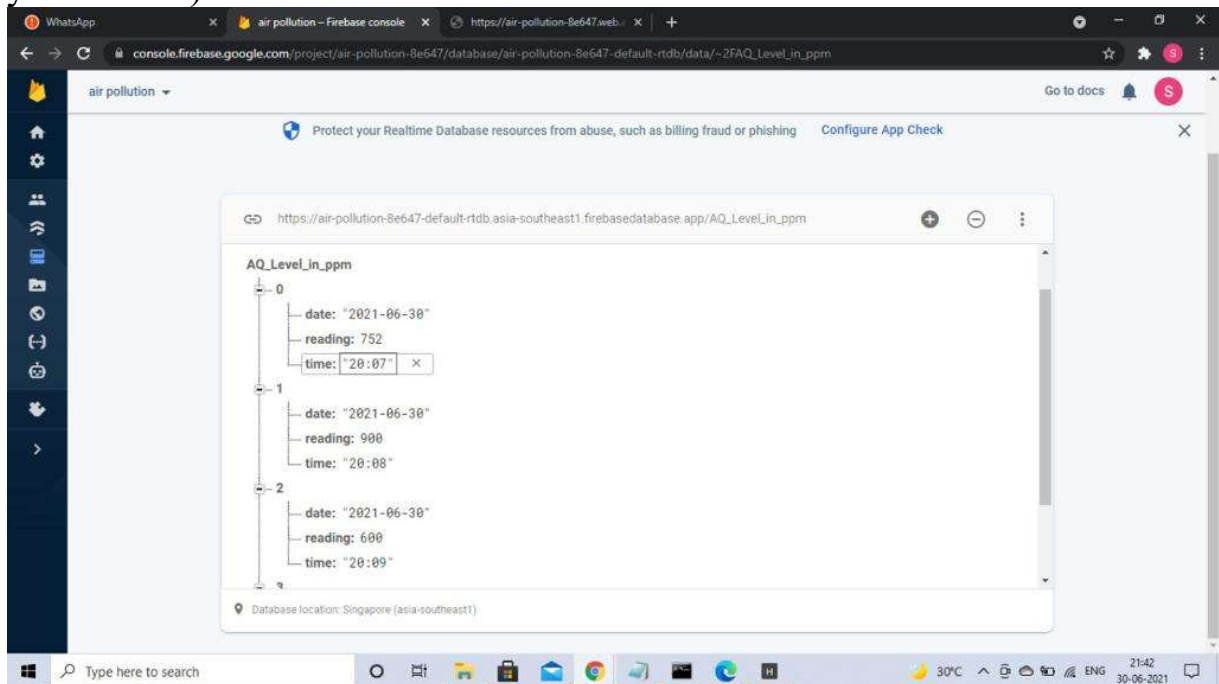 WhatsApp
air pollution – Firebase console
https://air-pollution-8e647.web.
console.firebase.google.com/project/air-pollution-8e647/database/air-pollution-8e647-default-rtdb/data/~2FAQ_Level_in_ppm
air pollution
Go to docs
S
Protect your Realtime Database resources from abuse, such as billing fraud or phishing Configure App Check
https://air-pollution-8e647-default-rtdb.asia-southeast1.firebasedatabase.app/AQ_Level_in_ppm
AQ_Level_in_ppm
0
date: "2021-06-30"
reading: 752
time: "20:07"
1
date: "2021-06-30"
reading: 900
time: "20:08"
2
date: "2021-06-30"
reading: 600
time: "20:09"
3
Database location: Singapore (asia-southeast1)
Type here to search
30°C ENG 21:42
30-06-2021